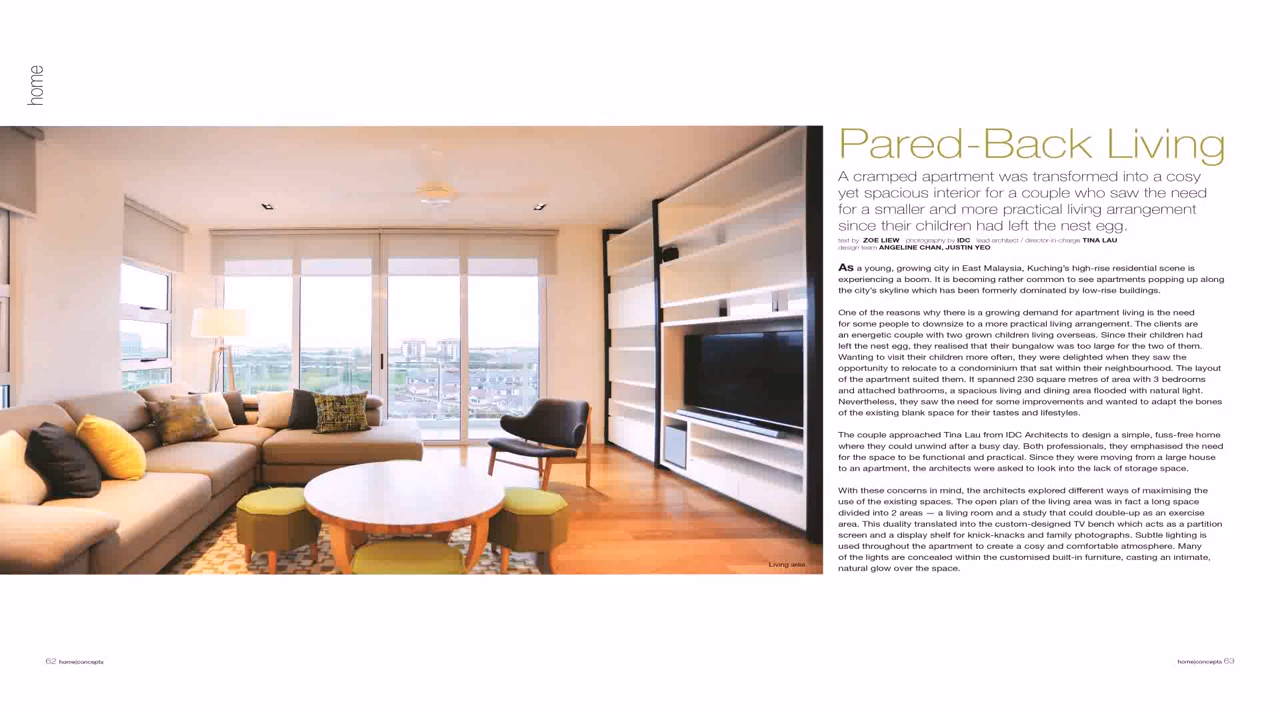 home
Pared-Back Living
A cramped apartment was transformed into a cosy
yet spacious interior for a couple who saw the need
for a smaller and more practical living arrangement
since their children had left the nest egg.
text by ZOE LIEW photography by IDC lead architect / director-in-charge TINA LAU
design team ANGELINE CHAN, JUSTIN YEO
As a young, growing city in East Malaysia, Kuching's high-rise residential scene is
experiencing a boom. It is becoming rather common to see apartments popping up along
the city's skyline which has been formerly dominated by low-rise buildings.
One of the reasons why there is a growing demand for apartment living is the need
for some people to downsize to a more practical living arrangement. The clients are
an energetic couple with two grown children living overseas. Since their children had
left the nest egg, they realised that their bungalow was too large for the two of them.
Wanting to visit their children more often, they were delighted when they saw the
opportunity to relocate to a condominium that sat within their neighbourhood. The layout
of the apartment suited them. It spanned 230 square metres of area with 3 bedrooms
and attached bathrooms, a spacious living and dining area flooded with natural light.
Nevertheless, they saw the need for some improvements and wanted to adapt the bones
of the existing blank space for their tastes and lifestyles.
The couple approached Tina Lau from IDC Architects to design a simple, fuss-free home
where they could unwind after a busy day. Both professionals, they emphasised the need
for the space to be functional and practical. Since they were moving from a large house
to an apartment, the architects were asked to look into the lack of storage space.
With these concerns in mind, the architects explored different ways of maximising the
use of the existing spaces. The open plan of the living area was in fact a long space
divided into 2 areas — a living room and a study that could double-up as an exercise
area. This duality translated into the custom-designed TV bench which acts as a partition
screen and a display shelf for knick-knacks and family photographs. Subtle lighting is
used throughout the apartment to create a cosy and comfortable atmosphere. Many
of the lights are concealed within the customised built-in furniture, casting an intimate,
natural glow over the space.
Living area
62 home|concepts
home|concepts 63